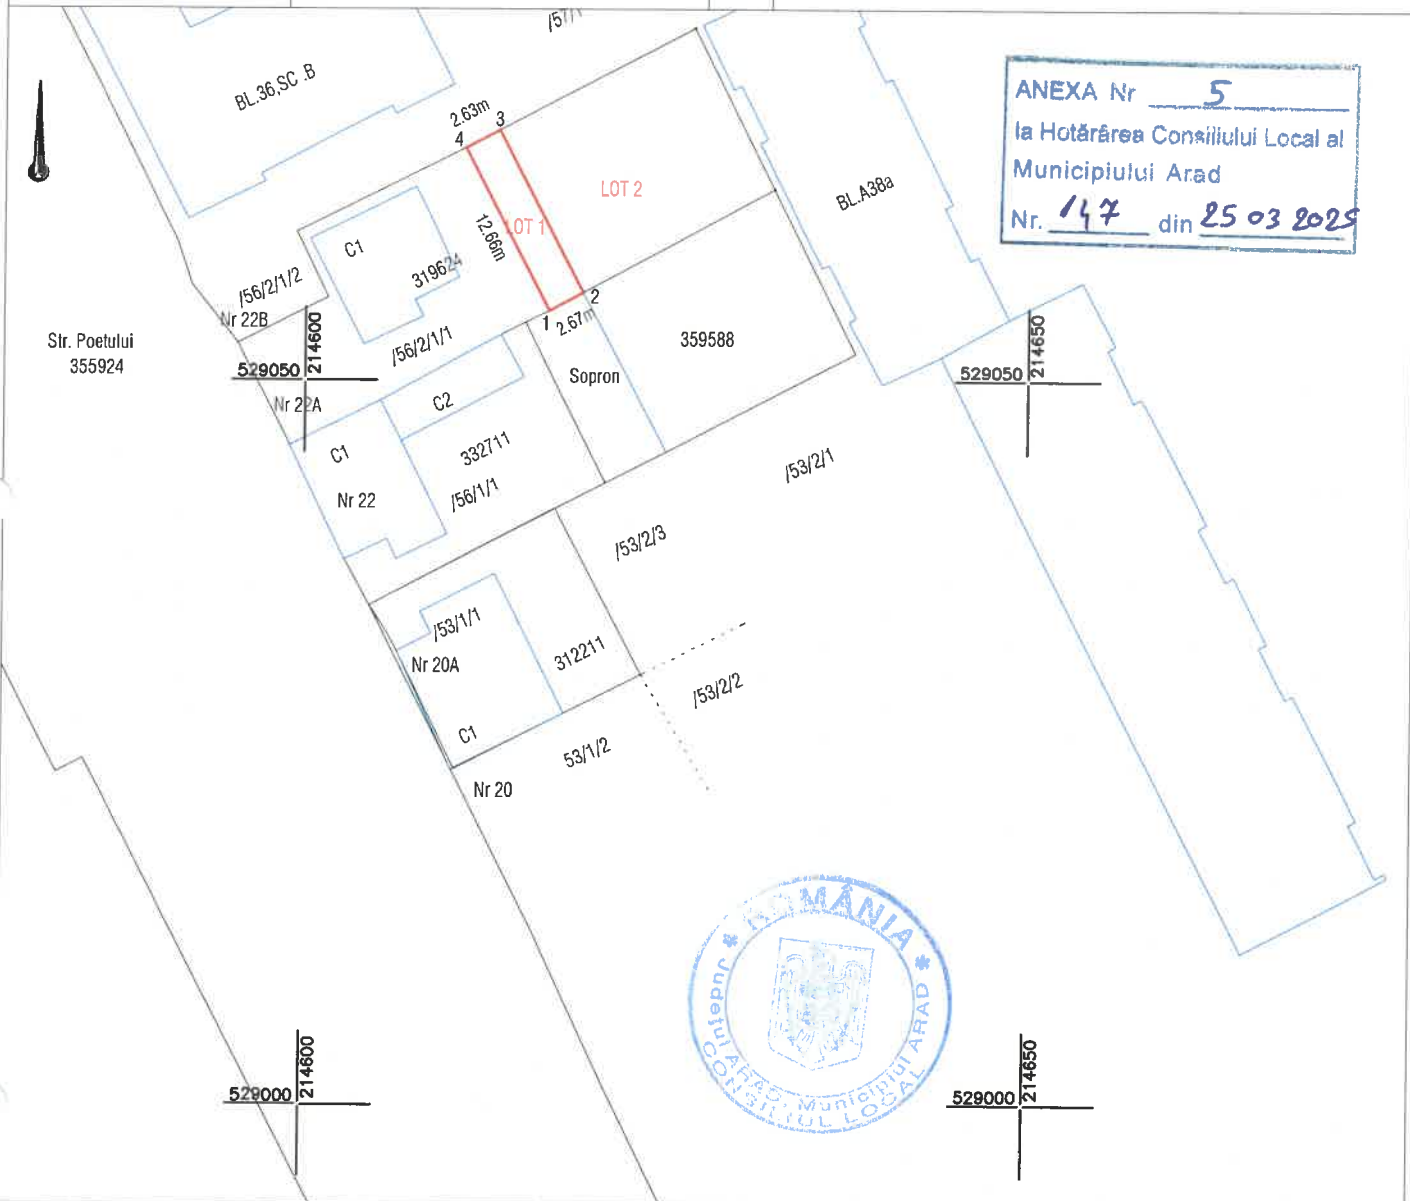 /57/1
BL.36,SC .B
ANEXA Nr 5
la Hotărârea Consiliului Local al
Municipiului Arad
Nr. 147 din 25 03 2025
2.63m
4
3
LOT 2
BL.A38a
C1
LOT 1
12.66m
319624
/56/2/1/2
Nr 22B
2
1
2.67m
359588
Str. Poetului
355924
214600
529050
/56/2/1/1
Sopron
214650
529050
Nr 22A
C2
C1
332711
Nr 22
/56/1/1
/53/2/1
/53/2/3
/53/1/1
Nr 20A
312211
/53/2/2
C1
53/1/2
Nr 20
* ROMÂNIA *
Județul ARAD, Municipiul ARAD
CONSILIUL LOCAL
214600
529000
214650
529000